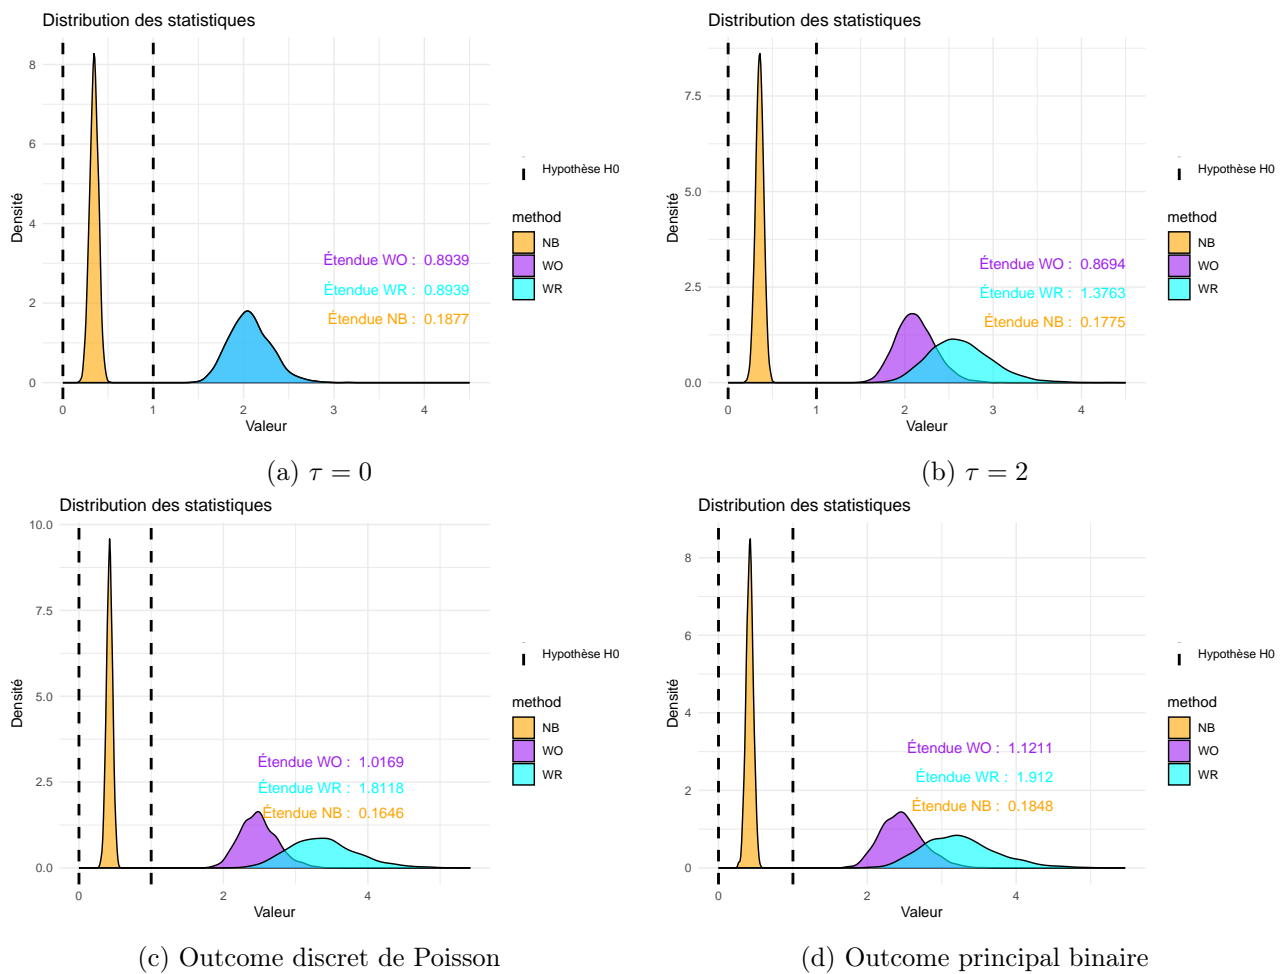 Distribution des statistiques
Densité
8
6
4
2
0
0 1 2 3 4
Valeur
Étendue WO : 0.8939
Étendue WR : 0.8939
Étendue NB : 0.1877
Hypothèse H0
method
NB
WO
WR
(a) τ = 0
Distribution des statistiques
Densité
7.5
5.0
2.5
0.0
0 1 2 3 4
Valeur
Étendue WO : 0.8694
Étendue WR : 1.3763
Étendue NB : 0.1775
Hypothèse H0
method
NB
WO
WR
(b) τ = 2
Distribution des statistiques
Densité
10.0
7.5
5.0
2.5
0.0
0 2 4
Valeur
Étendue WO : 1.0169
Étendue WR : 1.8118
Étendue NB : 0.1646
Hypothèse H0
method
NB
WO
WR
(c) Outcome discret de Poisson
Distribution des statistiques
Densité
8
6
4
2
0
0 2 4
Valeur
Étendue WO : 1.1211
Étendue WR : 1.912
Étendue NB : 0.1848
Hypothèse H0
method
NB
WO
WR
(d) Outcome principal binaire